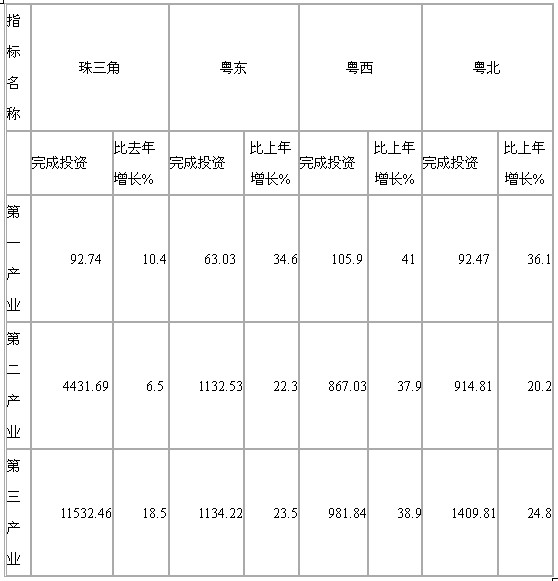 指标名称 珠三角 粤东 粤西 粤北
完成投资 比去年增长% 完成投资 比上年增长% 完成投资 比上年增长% 完成投资 比上年增长%
第一产业 92.74 10.4 63.03 34.6 105.9 41 92.47 36.1
第二产业 4431.69 6.5 1132.53 22.3 867.03 37.9 914.81 20.2
第三产业 11532.46 18.5 1134.22 23.5 981.84 38.9 1409.81 24.8